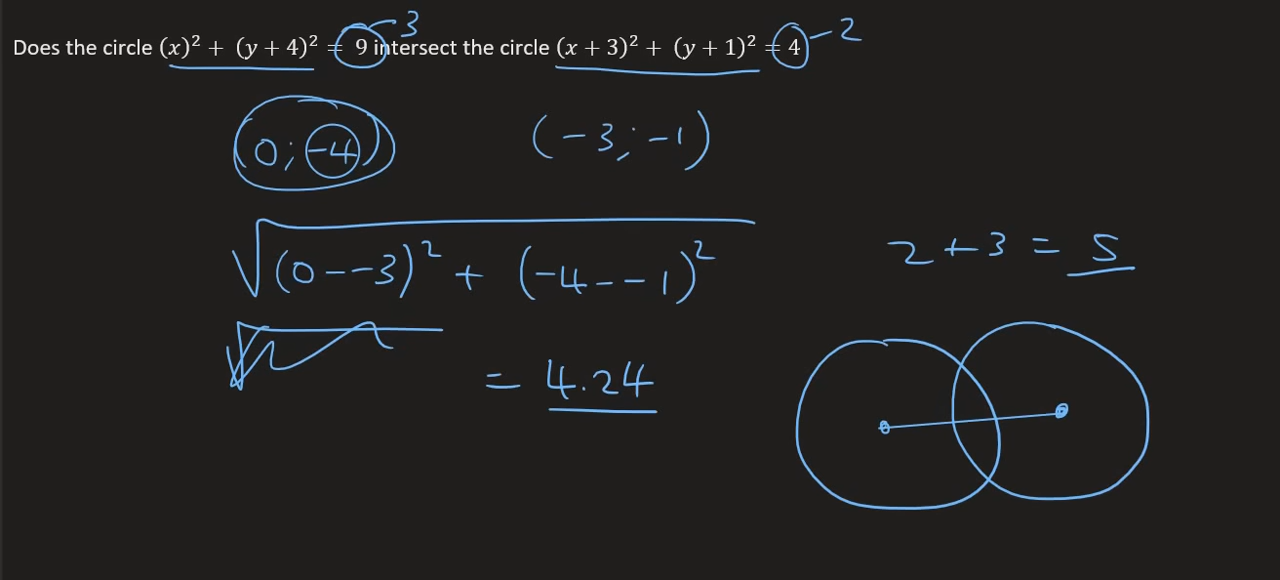 Does the circle (x)² + (y + 4)² = 9 intersect the circle (x + 3)² + (y + 1)² = 4
3
-2
(0; -4)
(-3; -1)
√(0--3)² + (-4--1)²
2 + 3 = 5
= 4.24